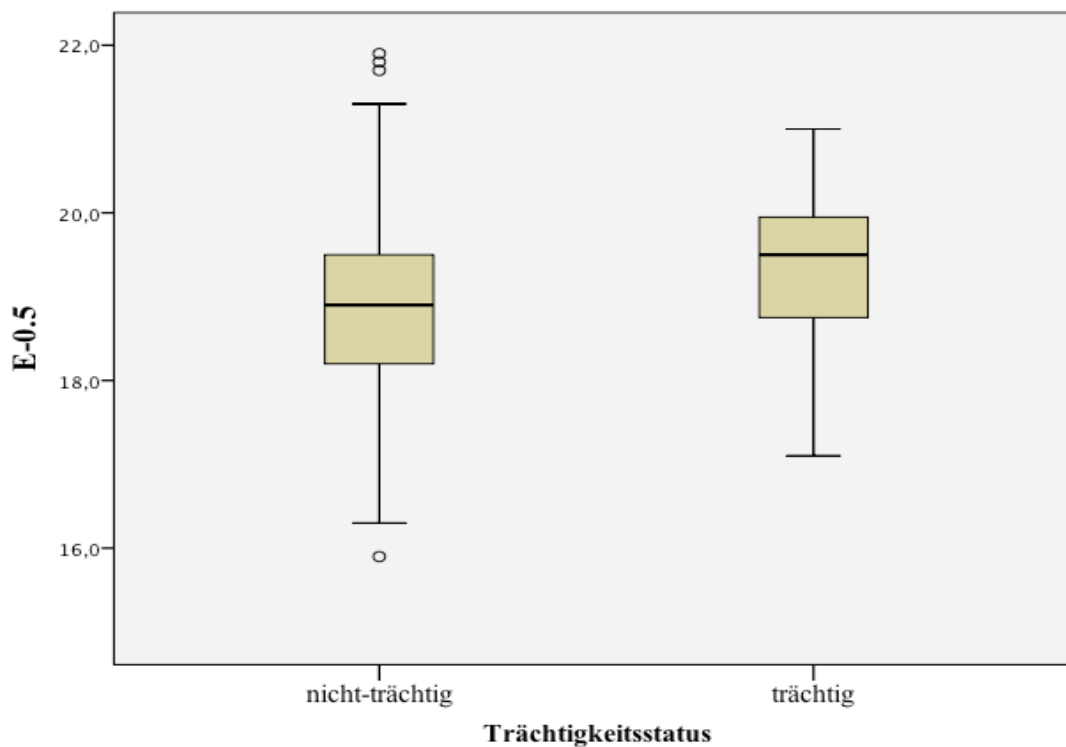 22,0
20,0
18,0
16,0
E-0.5
nicht-trächtig
trächtig
Trächtigkeitsstatus